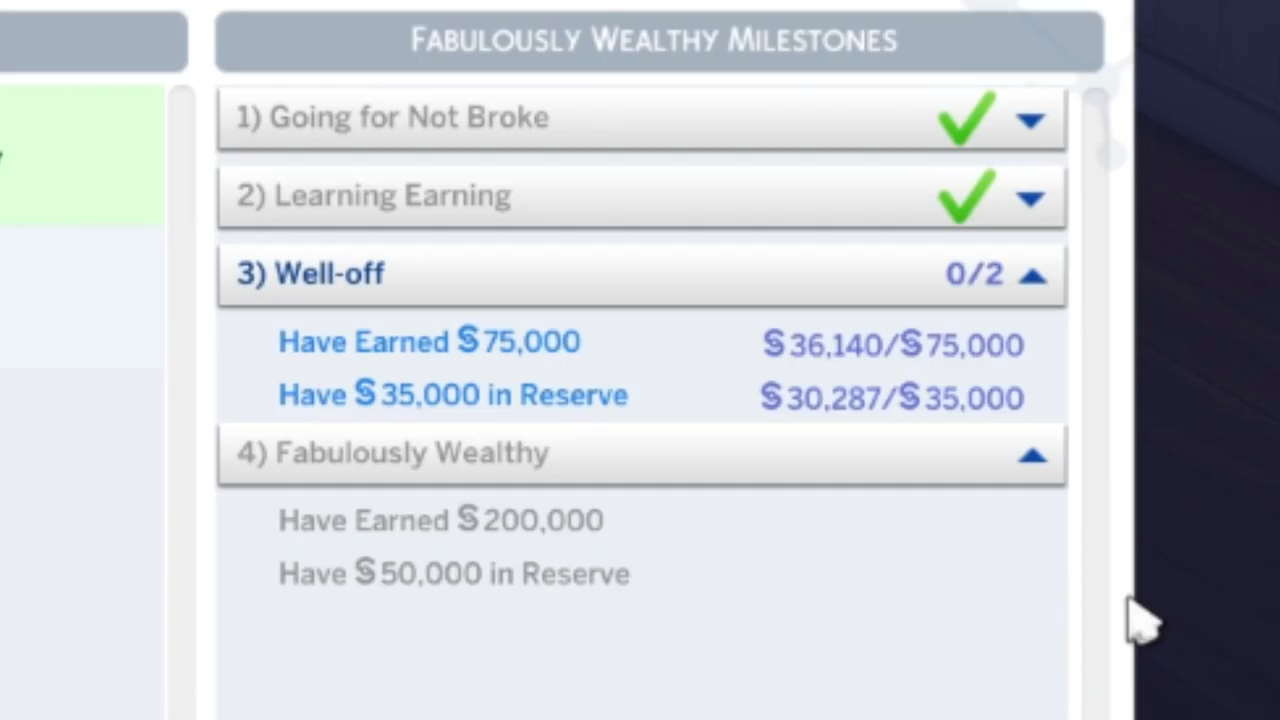 FABULOUSLY WEALTHY MILESTONES
1) Going for Not Broke
2) Learning Earning
3) Well-off 0/2
Have Earned §75,000 §36,140/§75,000
Have §35,000 in Reserve §30,287/§35,000
4) Fabulously Wealthy
Have Earned §200,000
Have §50,000 in Reserve